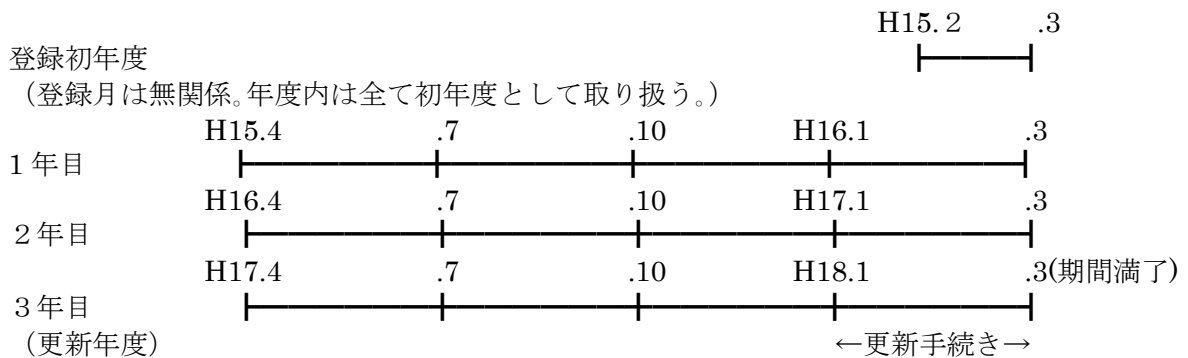 H15.2 .3
登録初年度
（登録月は無関係。年度内は全て初年度として取り扱う。）
H15.4 .7 .10 H16.1 .3
1年目
H16.4 .7 .10 H17.1 .3
2年目
H17.4 .7 .10 H18.1 .3(期間満了)
3年目
（更新年度） ←更新手続き→